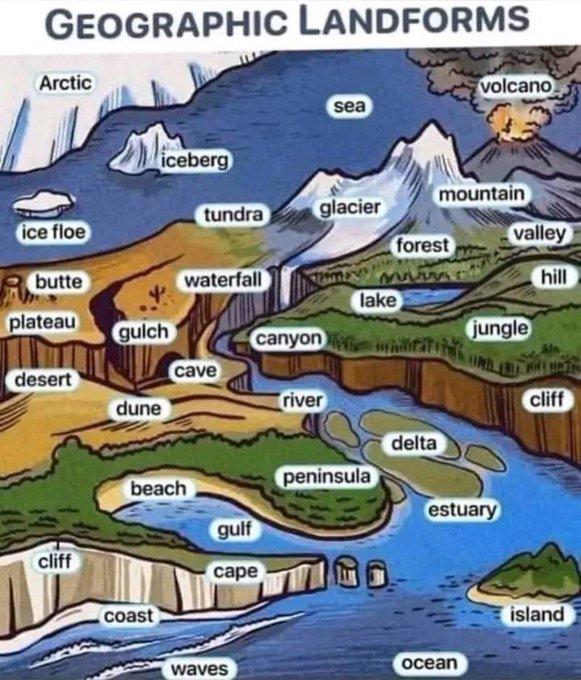 GEOGRAPHIC LANDFORMS
Arctic
volcano
sea
iceberg
mountain
glacier
tundra
ice floe
valley
forest
butte
waterfall
hill
lake
plateau
gulch
jungle
canyon
cave
desert
river
cliff
dune
delta
peninsula
beach
estuary
gulf
cliff
cape
coast
island
ocean
waves